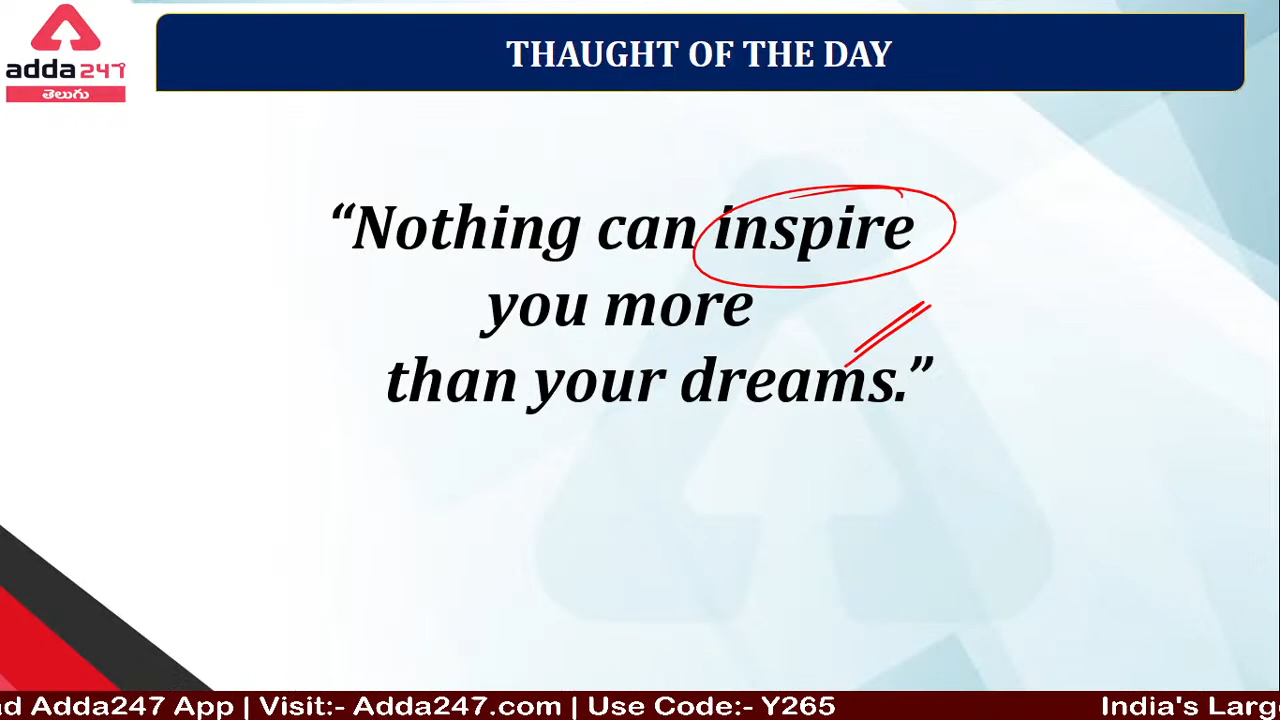 adda247
తెలుగు
THAUGHT OF THE DAY
“Nothing can inspire
you more
than your dreams.”
ad Adda247 App | Visit:- Adda247.com | Use Code:- Y265 India's Larg